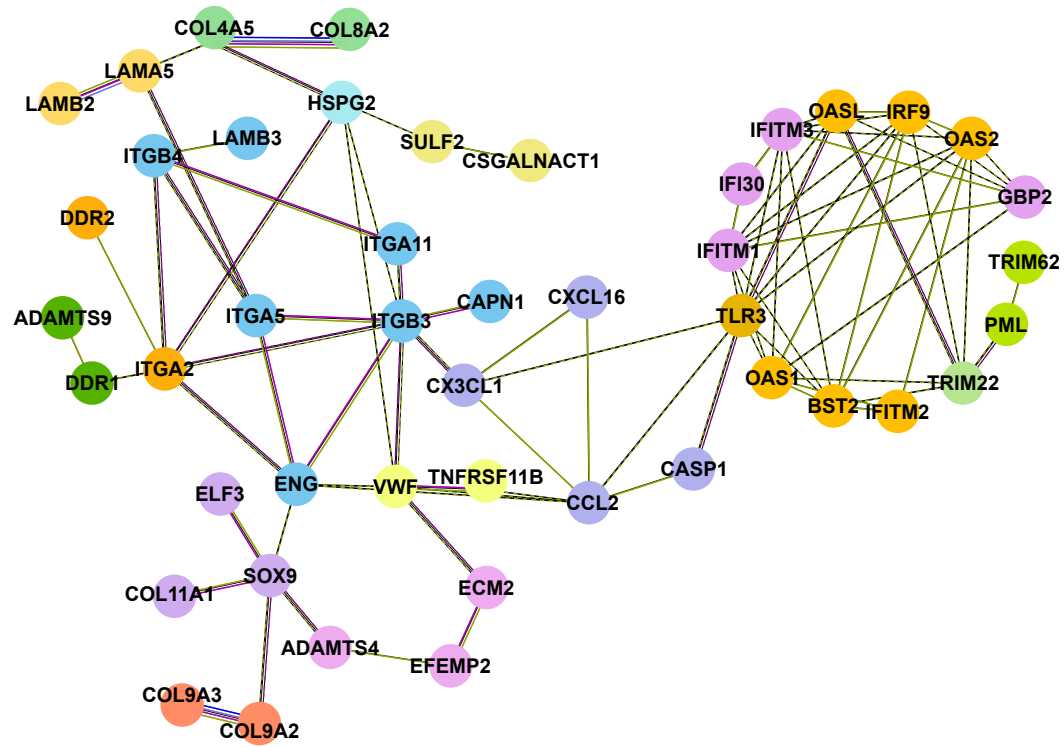 COL4A5
COL8A2
LAMA5
LAMB2
HSPG2
OASL
IRF9
IFITM3
OAS2
LAMB3
ITGB4
SULF2
CSGALNACT1
IFI30
GBP2
DDR2
ITGA11
IFITM1
TRIM62
CXCL16
CAPN1
ADAMTS9
ITGA5
ITGB3
TLR3
PML
ITGA2
DDR1
CX3CL1
OAS1
TRIM22
BST2
IFITM2
CASP1
TNFRSF11B
ENG
VWF
ELF3
CCL2
SOX9
COL11A1
ECM2
ADAMTS4
EFEMP2
COL9A3
COL9A2